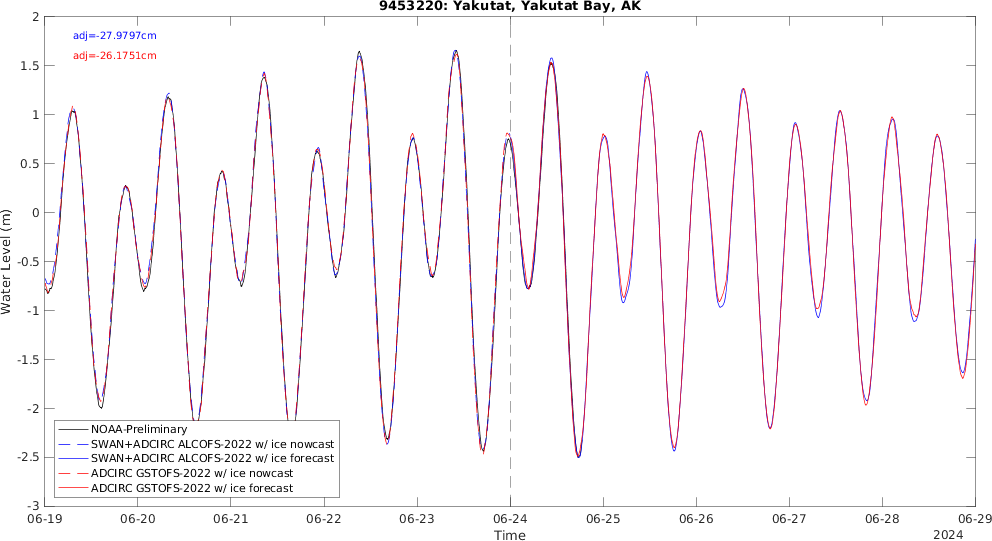 9453220: Yakutat, Yakutat Bay, AK
adj=-27.9797cm
adj=-26.1751cm
Water Level (m)
2
1.5
1
0.5
0
-0.5
-1
-1.5
-2
-2.5
-3
NOAA-Preliminary
SWAN+ADCIRC ALCOFS-2022 w/ ice nowcast
SWAN+ADCIRC ALCOFS-2022 w/ ice forecast
ADCIRC GSTOFS-2022 w/ ice nowcast
ADCIRC GSTOFS-2022 w/ ice forecast
06-19 06-20 06-21 06-22 06-23 06-24 06-25 06-26 06-27 06-28 06-29
Time
2024